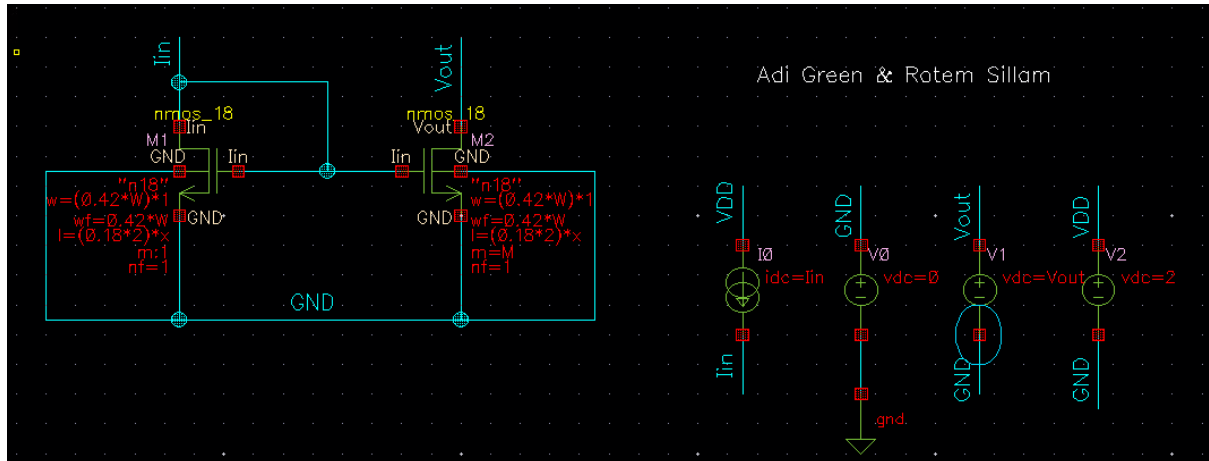 Iin
Vout
Adi Green & Rotem Sillam
nmos_18
nmos_18
Iin
Vout
M1
M2
GND
Iin
Iin
GND
"n18"
w=(0.42*W)*1
wf=0.42*W
l=(0.18*2)*x
m:1
nf=1
GND
GND
"n18"
w=(0.42*W)*1
wf=0.42*W
l=(0.18*2)*x
m=M
nf=1
GND
VDD
I0
idc=Iin
Iin
GND
V0
vdc=0
gnd
Vout
V1
vdc=Vout
GND
VDD
V2
vdc=2
GND